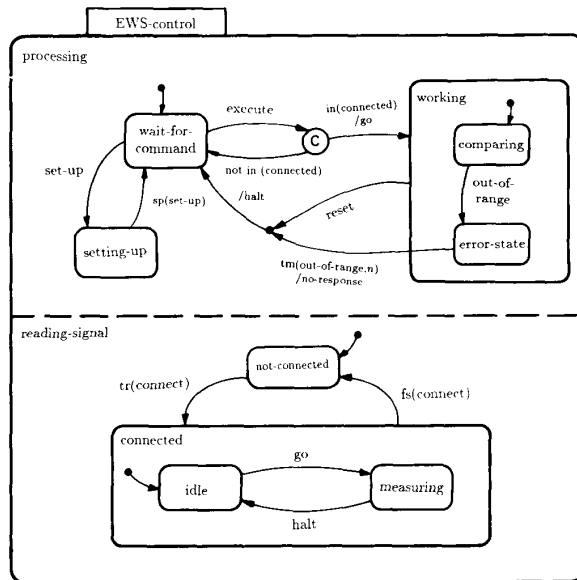 EWS-control
processing
execute
in(connected)
/go
working
wait-for-
command
C
comparing
not in (connected)
set-up
out-of-
range
sp(set-up)
/halt
reset
setting-up
error-state
tm(out-of-range,n)
/no-response
reading-signal
not-connected
tr(connect)
fs(connect)
connected
go
idle
measuring
halt